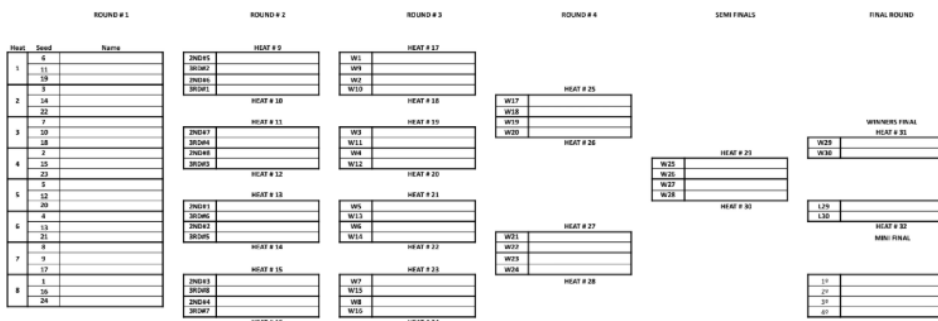 ROUND # 1
Heat Seed Name
1
6
11
19
2
3
14
22
3
7
10
18
4
2
15
23
5
5
12
20
6
4
13
21
7
8
9
17
8
1
16
24
ROUND # 2
HEAT # 9
2ND#5
3RD#2
2ND#6
3RD#1
HEAT # 10
HEAT # 11
2ND#7
3RD#4
2ND#8
3RD#3
HEAT # 12
HEAT # 13
2ND#1
3RD#6
2ND#2
3RD#5
HEAT # 14
HEAT # 15
2ND#3
3RD#8
2ND#4
3RD#7
ROUND # 3
HEAT # 17
W1
W9
W2
W10
HEAT # 18
HEAT # 19
W3
W11
W4
W12
HEAT # 20
HEAT # 21
W5
W13
W6
W14
HEAT # 22
HEAT # 23
W7
W15
W8
W16
ROUND # 4
HEAT # 25
W17
W18
W19
W20
HEAT # 26
HEAT # 27
W21
W22
W23
W24
HEAT # 28
SEMI FINALS
HEAT # 29
W25
W26
W27
W28
HEAT # 30
FINAL ROUND
WINNERS FINAL
HEAT # 31
W29
W30
L29
L30
HEAT # 32
MINI FINAL
1º
2º
3º
4º